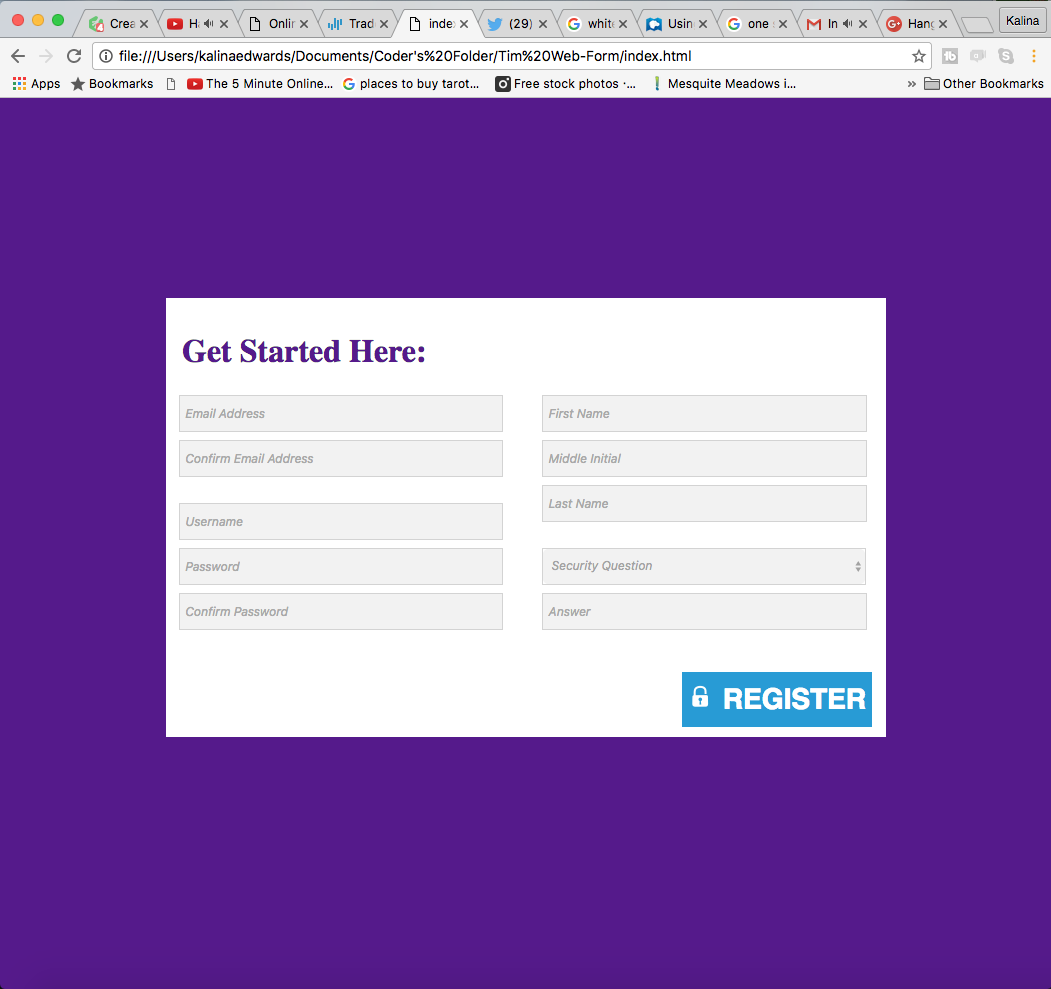 Crea
H
Onlir
Trad
index
(29)
white
Usin
one
In
Hang
Kalina
file:///Users/kalinaedwards/Documents/Coder's%20Folder/Tim%20Web-Form/index.html
Apps Bookmarks The 5 Minute Online... places to buy tarot... Free stock photos ·... Mesquite Meadows i... » Other Bookmarks
Get Started Here:
Email Address
First Name
Confirm Email Address
Middle Initial
Last Name
Username
Password
Security Question
Confirm Password
Answer
REGISTER